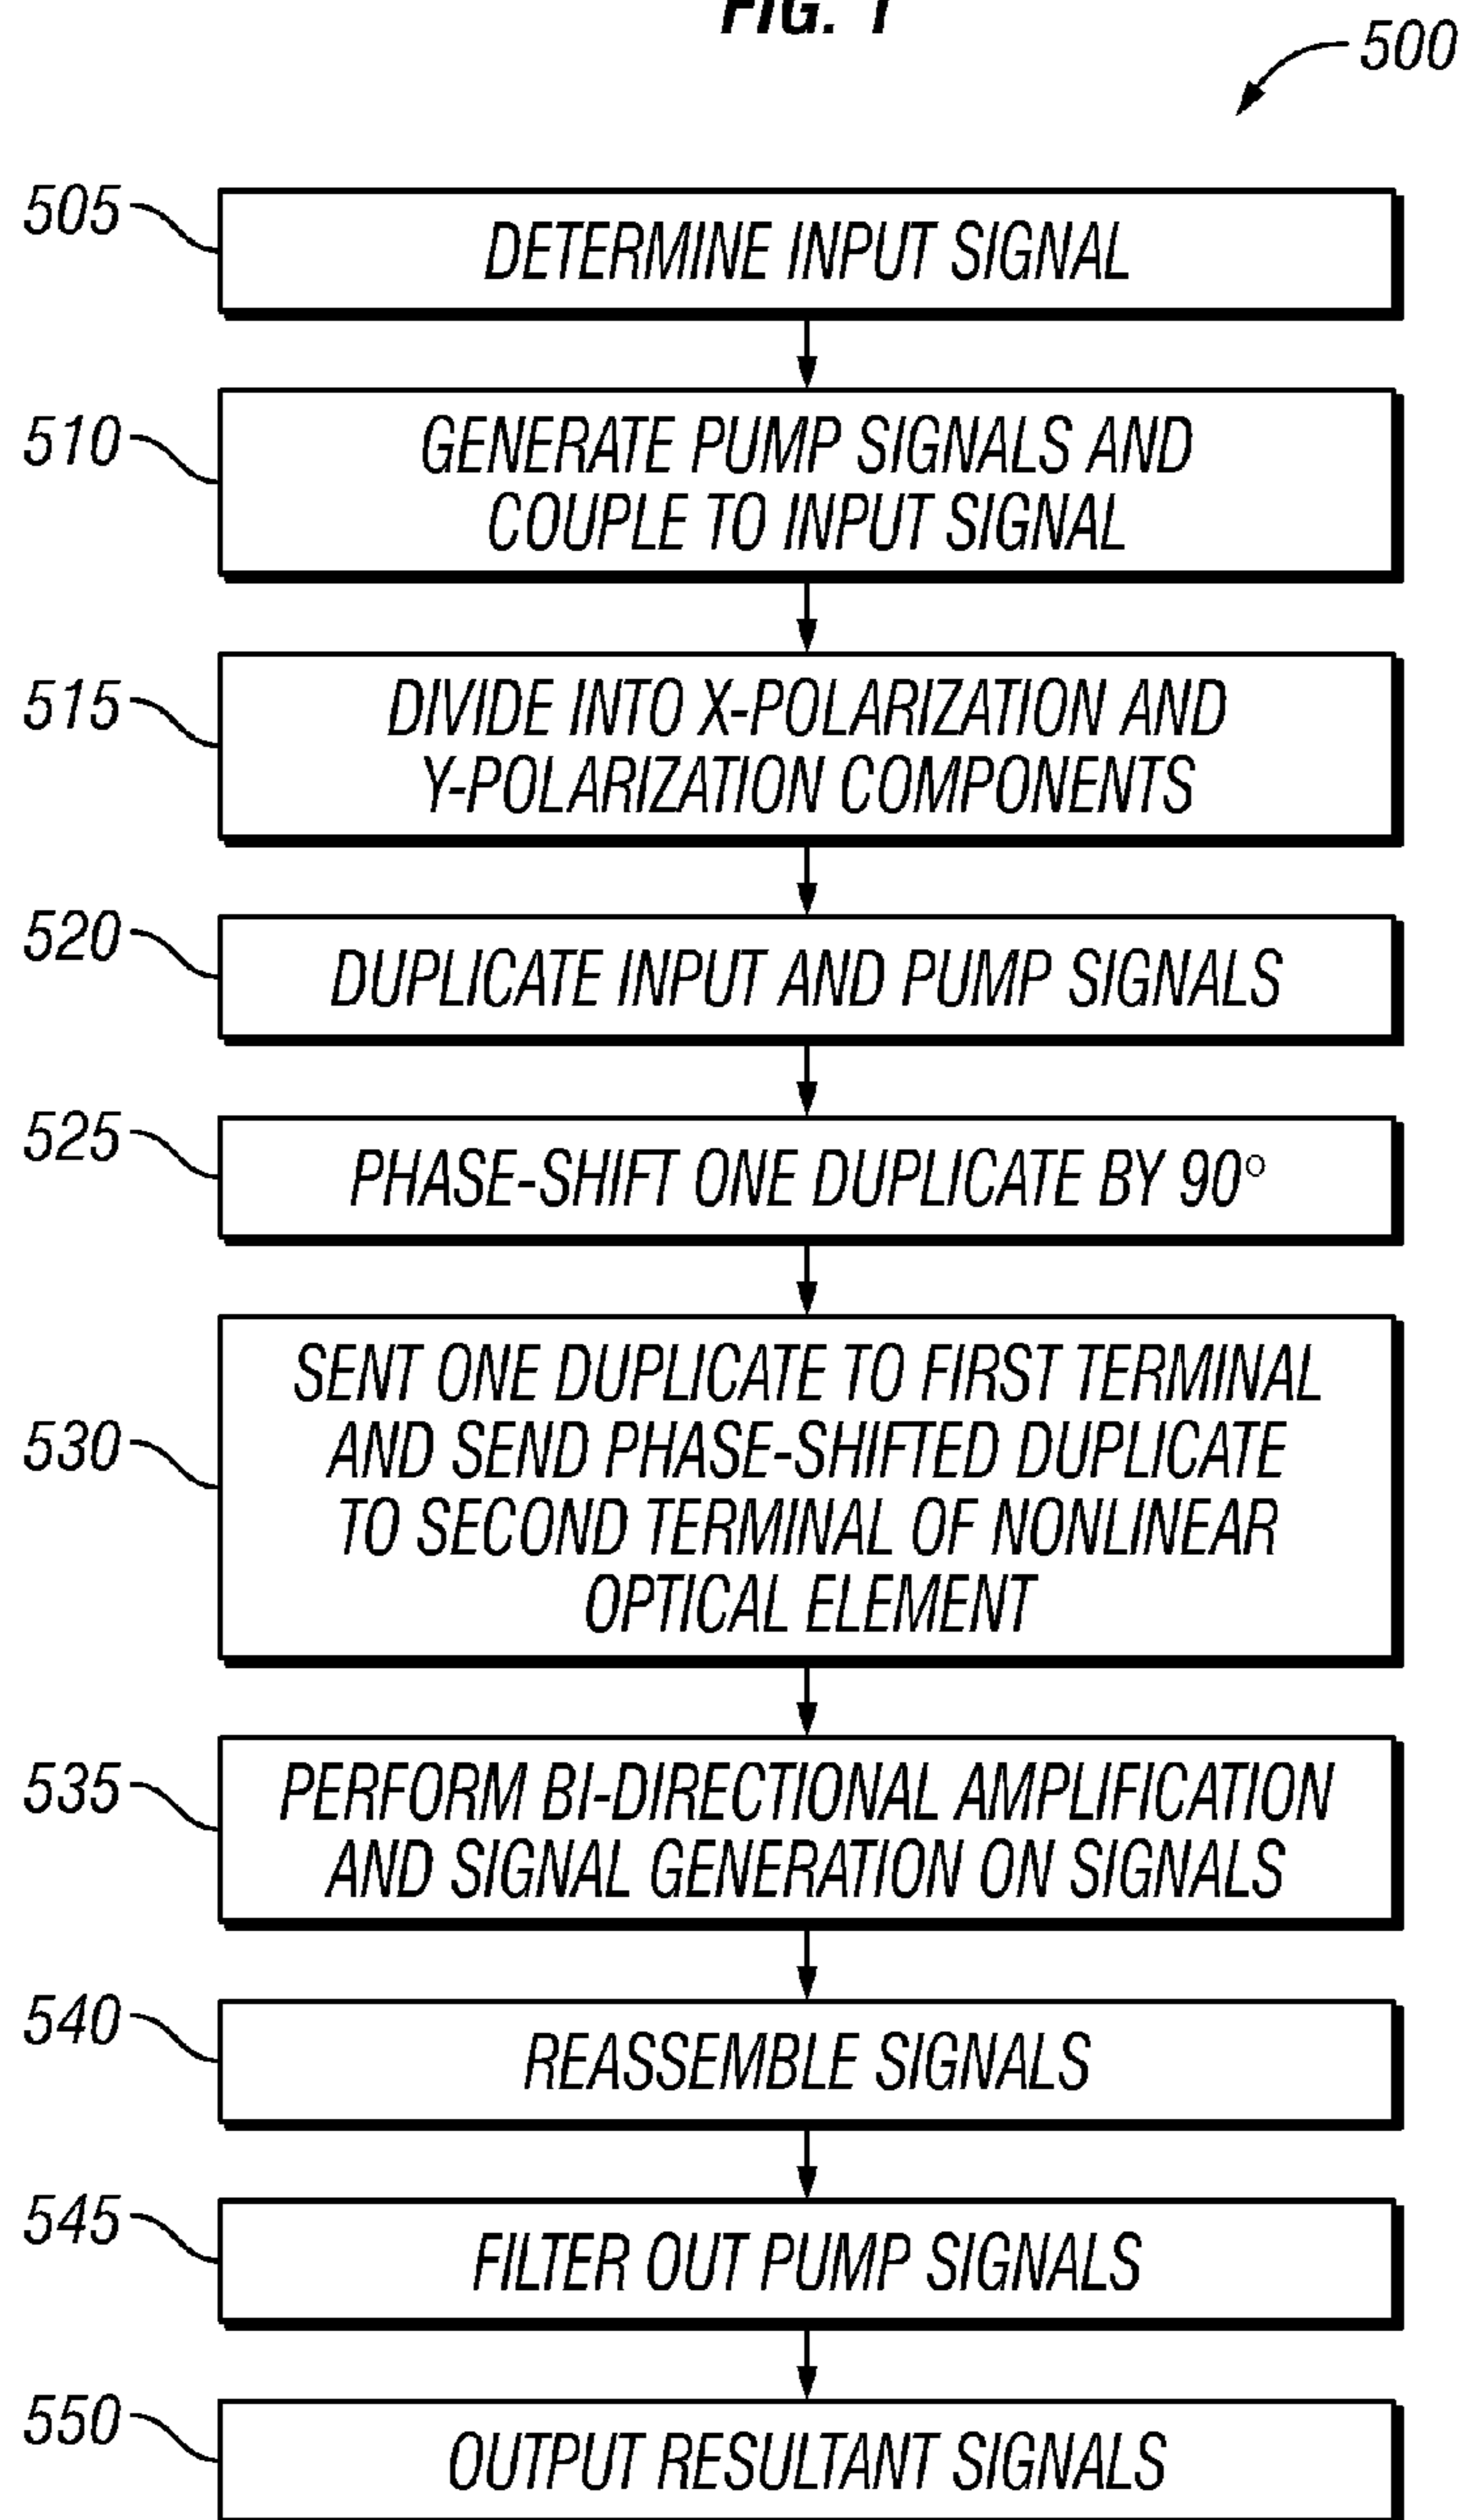 FIG. 1
500
505
DETERMINE INPUT SIGNAL
510
GENERATE PUMP SIGNALS AND
COUPLE TO INPUT SIGNAL
515
DIVIDE INTO X-POLARIZATION AND
Y-POLARIZATION COMPONENTS
520
DUPLICATE INPUT AND PUMP SIGNALS
525
PHASE-SHIFT ONE DUPLICATE BY 90°
530
SENT ONE DUPLICATE TO FIRST TERMINAL
AND SEND PHASE-SHIFTED DUPLICATE
TO SECOND TERMINAL OF NONLINEAR
OPTICAL ELEMENT
535
PERFORM BI-DIRECTIONAL AMPLIFICATION
AND SIGNAL GENERATION ON SIGNALS
540
REASSEMBLE SIGNALS
545
FILTER OUT PUMP SIGNALS
550
OUTPUT RESULTANT SIGNALS